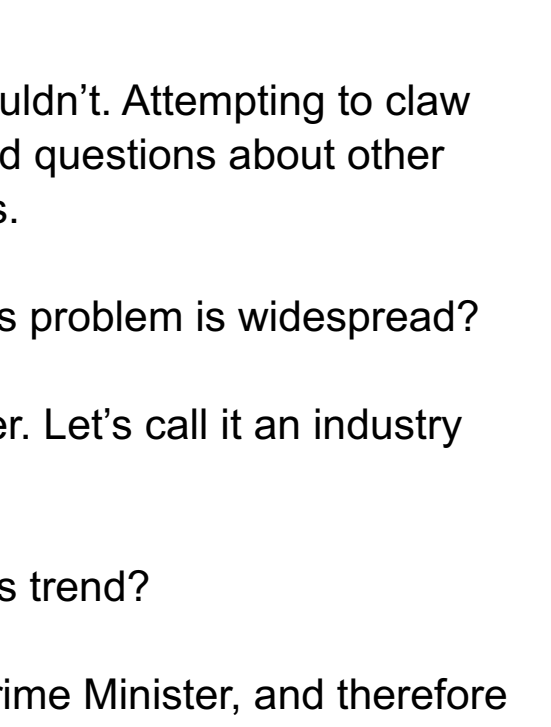 uldn't. Attempting to claw
d questions about other
s.
s problem is widespread?
er. Let's call it an industry
s trend?
rime Minister, and therefore